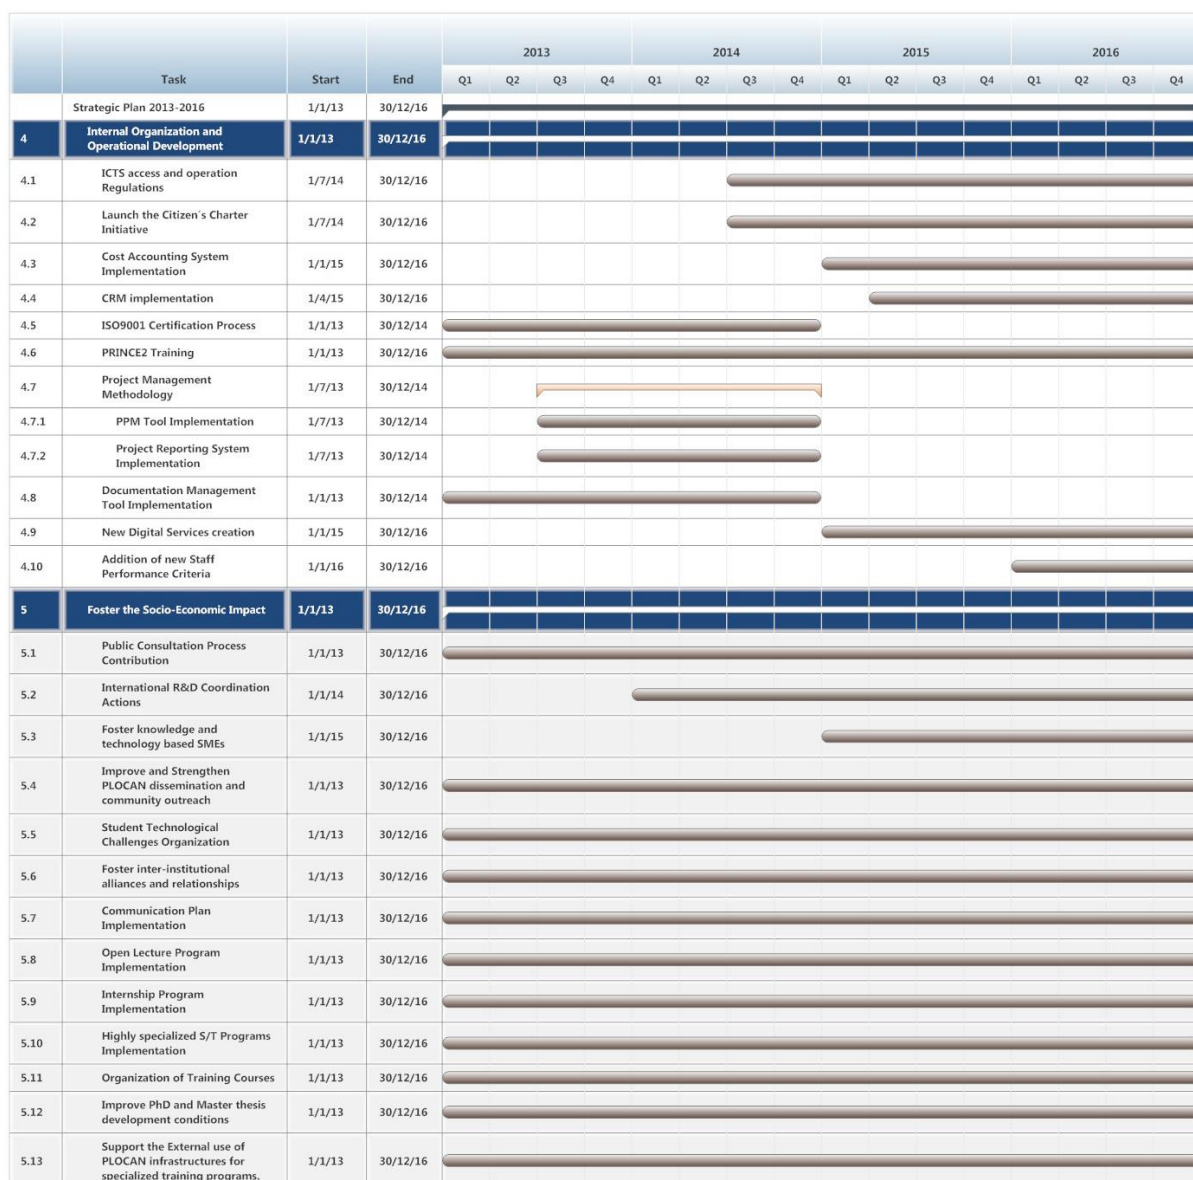 2013 2014 2015 2016
Task Start End Q1 Q2 Q3 Q4 Q1 Q2 Q3 Q4 Q1 Q2 Q3 Q4 Q1 Q2 Q3 Q4
Strategic Plan 2013-2016 1/1/13 30/12/16
4 Internal Organization and
Operational Development 1/1/13 30/12/16
4.1 ICTS access and operation
Regulations 1/7/14 30/12/16
4.2 Launch the Citizen´s Charter
Initiative 1/7/14 30/12/16
4.3 Cost Accounting System
Implementation 1/1/15 30/12/16
4.4 CRM implementation 1/4/15 30/12/16
4.5 ISO9001 Certification Process 1/1/13 30/12/14
4.6 PRINCE2 Training 1/1/13 30/12/16
4.7 Project Management
Methodology 1/7/13 30/12/14
4.7.1 PPM Tool Implementation 1/7/13 30/12/14
4.7.2 Project Reporting System
Implementation 1/7/13 30/12/14
4.8 Documentation Management
Tool Implementation 1/1/13 30/12/14
4.9 New Digital Services creation 1/1/15 30/12/16
4.10 Addition of new Staff
Performance Criteria 1/1/16 30/12/16
5 Foster the Socio-Economic Impact 1/1/13 30/12/16
5.1 Public Consultation Process
Contribution 1/1/13 30/12/16
5.2 International R&D Coordination
Actions 1/1/14 30/12/16
5.3 Foster knowledge and
technology based SMEs 1/1/15 30/12/16
5.4 Improve and Strengthen
PLOCAN dissemination and
community outreach 1/1/13 30/12/16
5.5 Student Technological
Challenges Organization 1/1/13 30/12/16
5.6 Foster inter-institutional
alliances and relationships 1/1/13 30/12/16
5.7 Communication Plan
Implementation 1/1/13 30/12/16
5.8 Open Lecture Program
Implementation 1/1/13 30/12/16
5.9 Internship Program
Implementation 1/1/13 30/12/16
5.10 Highly specialized S/T Programs
Implementation 1/1/13 30/12/16
5.11 Organization of Training Courses 1/1/13 30/12/16
5.12 Improve PhD and Master thesis
development conditions 1/1/13 30/12/16
5.13 Support the External use of
PLOCAN infrastructures for
specialized training programs. 1/1/13 30/12/16